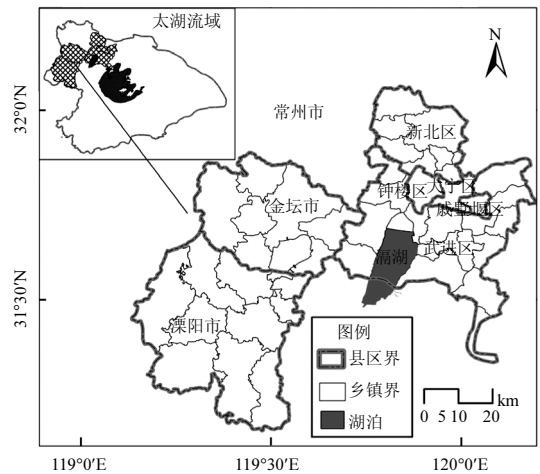 太湖流域
N
常州市
新北区
钟楼区
天宁区
戚墅堰区
金坛市
滆湖
武进区
溧阳市
图例
县区界
乡镇界
湖泊
0 5 10 20 km
32°0′N
31°30′N
119°0′E
119°30′E
120°0′E